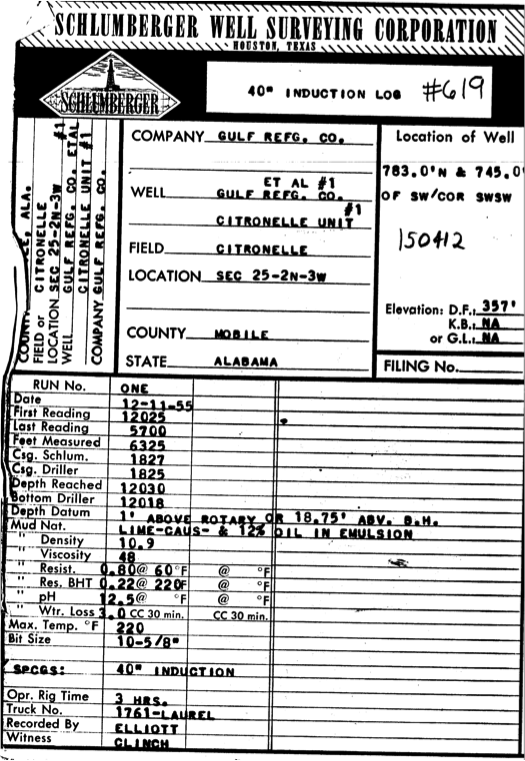 SCHLUMBERGER WELL SURVEYING CORPORATION
HOUSTON, TEXAS
SCHLUMBERGER
40" INDUCTION LOG #619
COUNTY ALA.
FIELD or CITRONELLE
LOCATION SEC 25-2N-3W
WELL GULF REFG. CO. ETAL #1
CITRONELLE UNIT #1
COMPANY GULF REFG. CO.
COMPANY GULF REFG. CO.
ET AL #1
WELL GULF REFG. CO.
#1
CITRONELLE UNIT
FIELD CITRONELLE
LOCATION SEC 25-2N-3W
COUNTY MOBILE
STATE ALABAMA
Location of Well
783.0'N & 745.0
OF SW/COR SWSW
150412
Elevation: D.F.: 357'
K.B.: NA
or G.L.: NA
FILING No.
RUN No. ONE
Date 12-11-55
First Reading 12025
Last Reading 5700
Feet Measured 6325
Csg. Schlum. 1827
Csg. Driller 1825
Depth Reached 12030
Bottom Driller 12018
Depth Datum 1' ABOVE ROTARY OR 18.75' ABV. B.H.
Mud Nat. LIME-CAUS- & 12% OIL IN EMULSION
" Density 10.9
" Viscosity 48
" Resist. 0.80@ 60°F @ °F
" Res. BHT 0.22@ 220F @ °F
" pH 12.5@ °F @ °F
" Wtr. Loss 3.0 CC 30 min. CC 30 min.
Max. Temp. °F 220
Bit Size 10-5/8"
SPCGS: 40" INDUCTION
Opr. Rig Time 3 HRS.
Truck No. 1761-LAUREL
Recorded By ELLIOTT
Witness CLINCH